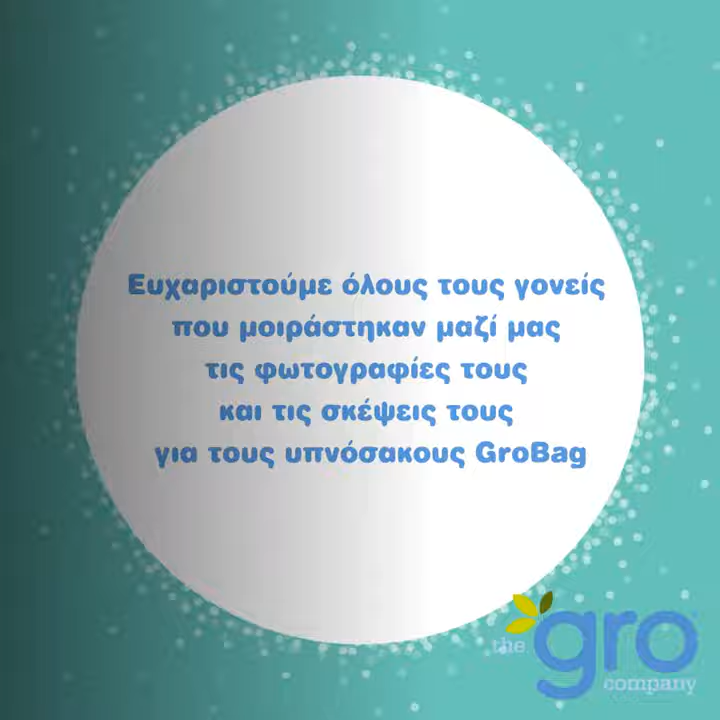 Ευχαριστούμε όλους τους γονείς
που μοιράστηκαν μαζί μας
τις φωτογραφίες τους
και τις σκέψεις τους
για τους υπνόσακους GroBag
the gro
company